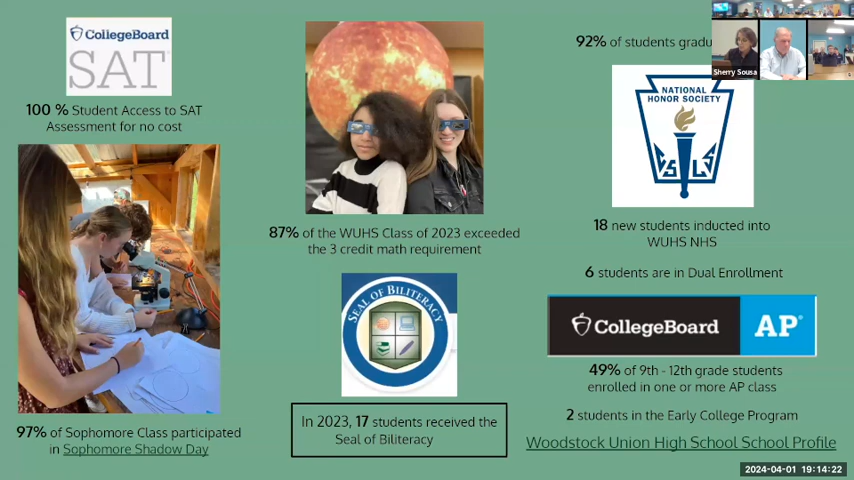 CollegeBoard
SAT
100 % Student Access to SAT
Assessment for no cost
97% of Sophomore Class participated
in Sophomore Shadow Day
87% of the WUHS Class of 2023 exceeded
the 3 credit math requirement
SEAL OF BILITERACY
In 2023, 17 students received the
Seal of Biliteracy
92% of students gradu
Sherry Sousa
NATIONAL
HONOR SOCIETY
C S L S
18 new students inducted into
WUHS NHS
6 students are in Dual Enrollment
CollegeBoard AP
49% of 9th - 12th grade students
enrolled in one or more AP class
2 students in the Early College Program
Woodstock Union High School School Profile
2024-04-01 19:14:22